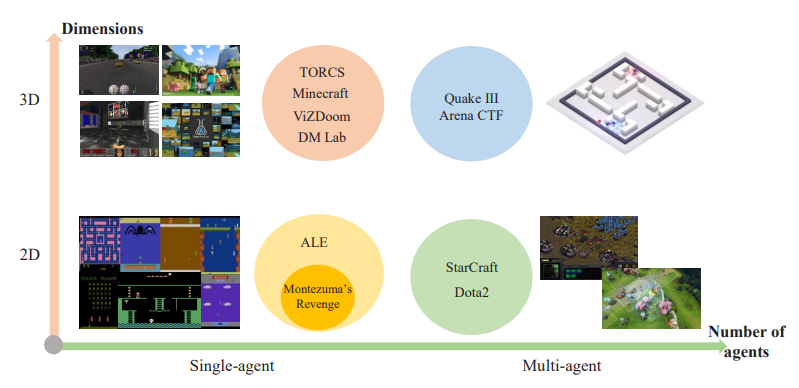 Dimensions
3D
TORCS
Minecraft
ViZDoom
DM Lab
Quake III
Arena CTF
2D
ALE
Montezuma's
Revenge
StarCraft
Dota2
Number of
agents
Single-agent
Multi-agent